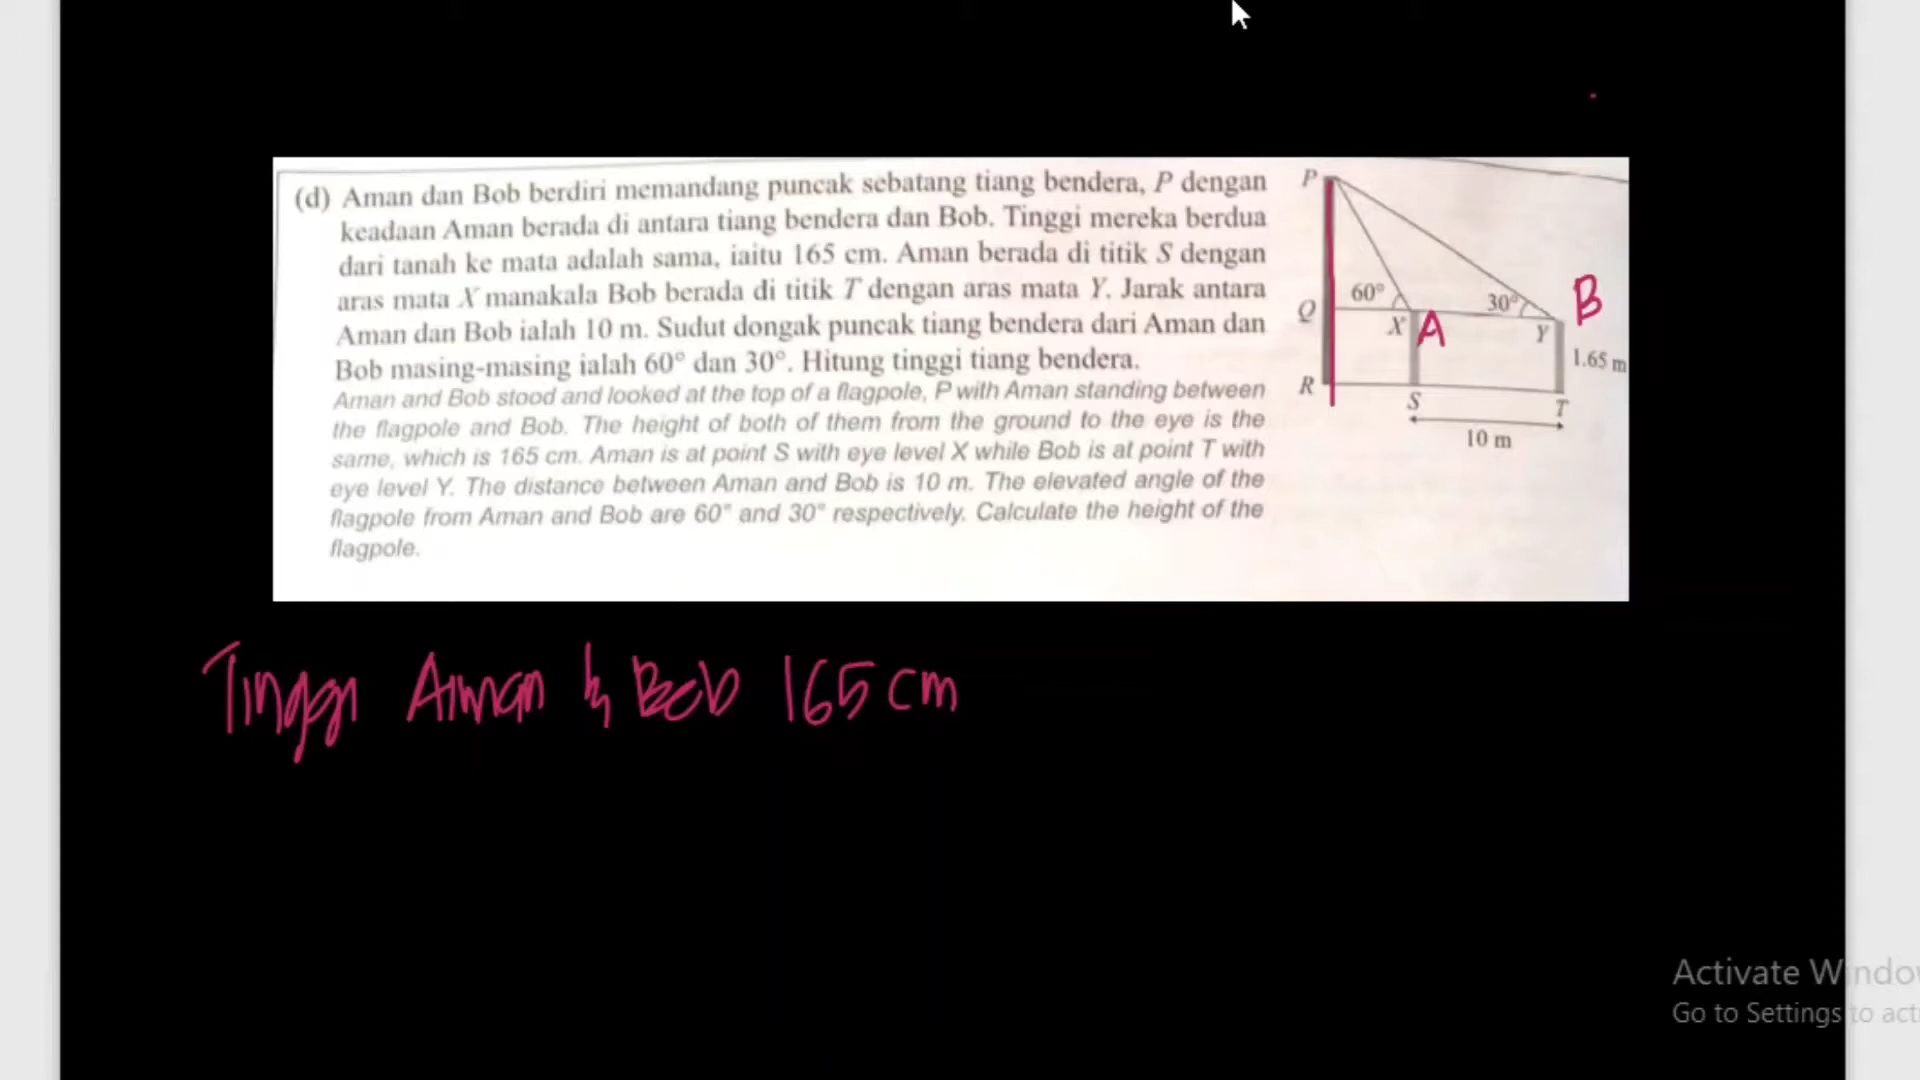 (d) Aman dan Bob berdiri memandang puncak sebatang tiang bendera, P dengan
keadaan Aman berada di antara tiang bendera dan Bob. Tinggi mereka berdua
dari tanah ke mata adalah sama, iaitu 165 cm. Aman berada di titik S dengan
aras mata X manakala Bob berada di titik T dengan aras mata Y. Jarak antara
Aman dan Bob ialah 10 m. Sudut dongak puncak tiang bendera dari Aman dan
Bob masing-masing ialah 60° dan 30°. Hitung tinggi tiang bendera.
Aman and Bob stood and looked at the top of a flagpole, P with Aman standing between
the flagpole and Bob. The height of both of them from the ground to the eye is the
same, which is 165 cm. Aman is at point S with eye level X while Bob is at point T with
eye level Y. The distance between Aman and Bob is 10 m. The elevated angle of the
flagpole from Aman and Bob are 60° and 30° respectively. Calculate the height of the
flagpole.
P
60° 30° B
Q X A Y
1.65 m
R S T
10 m
Tinggi Aman & Bob 165 cm
Activate Windo
Go to Settings to act